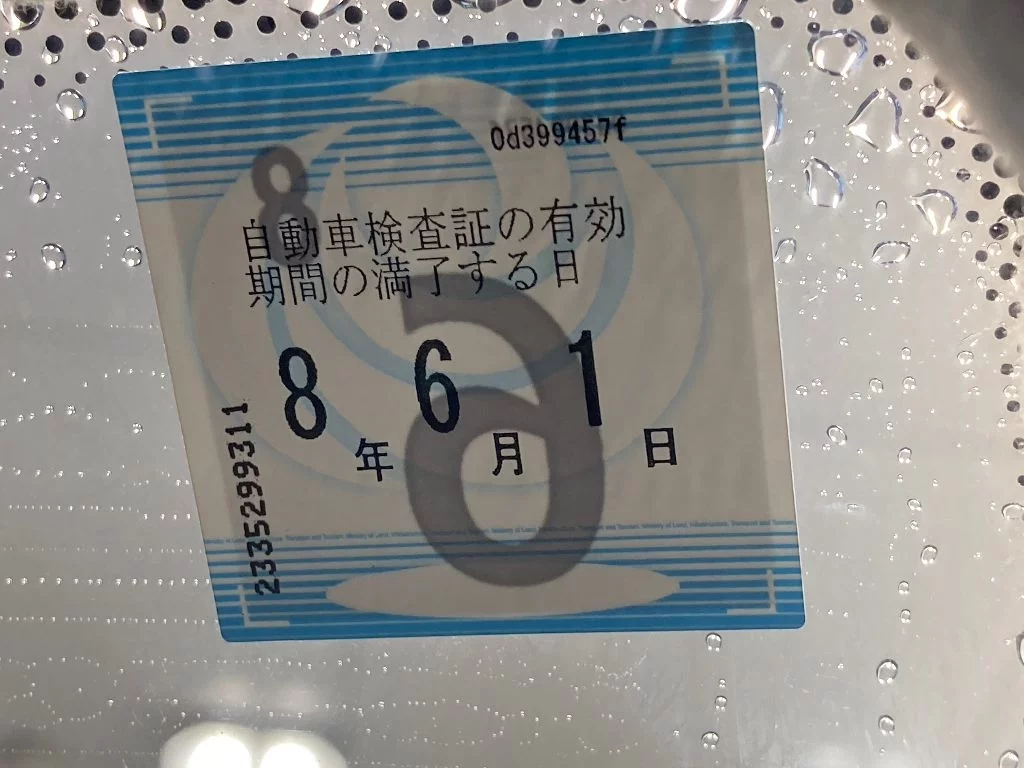 0d399457f
8
自動車検査証の有効
期間の満了する日
8年6月1日
6
2335299311